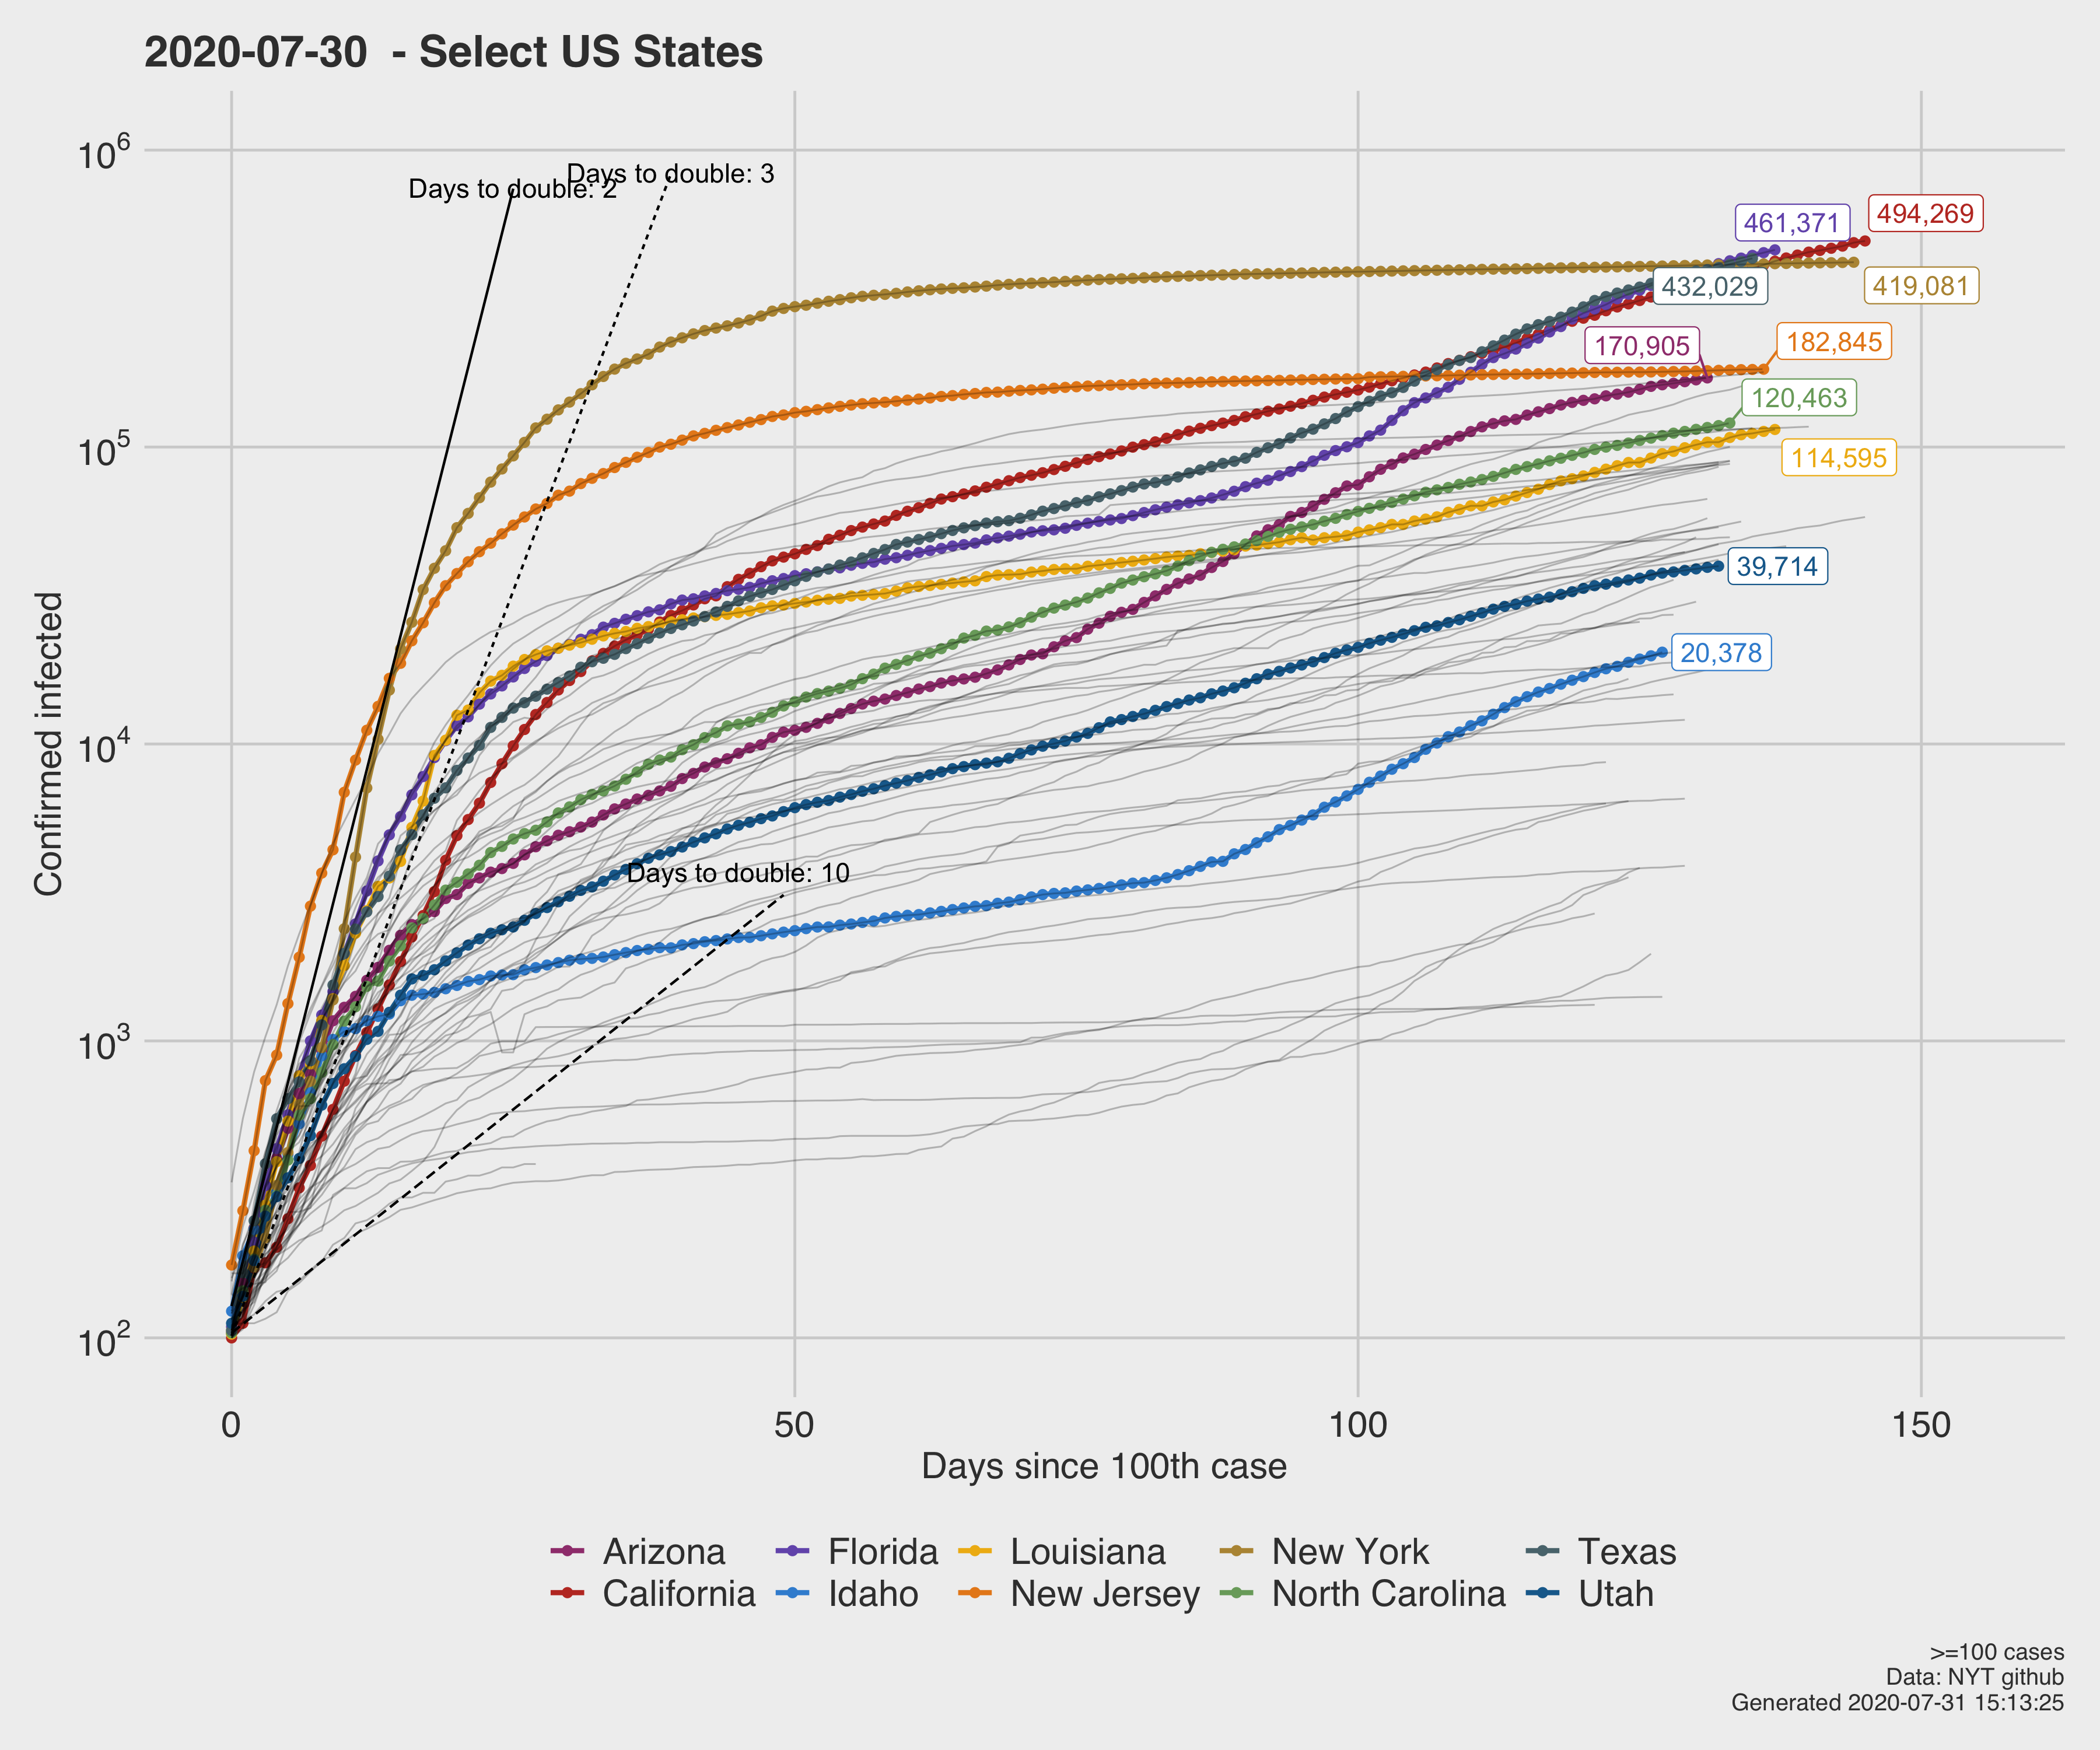 2020-07-30  - Select US States
10^6
Days to double: 3
Days to double: 2
494,269
461,371
432,029
419,081
170,905
182,845
120,463
10^5
114,595
39,714
20,378
10^4
Days to double: 10
10^3
10^2
Confirmed infected
0 50 100 150
Days since 100th case
Arizona Florida Louisiana New York Texas
California Idaho New Jersey North Carolina Utah
>=100 cases
Data: NYT github
Generated 2020-07-31 15:13:25